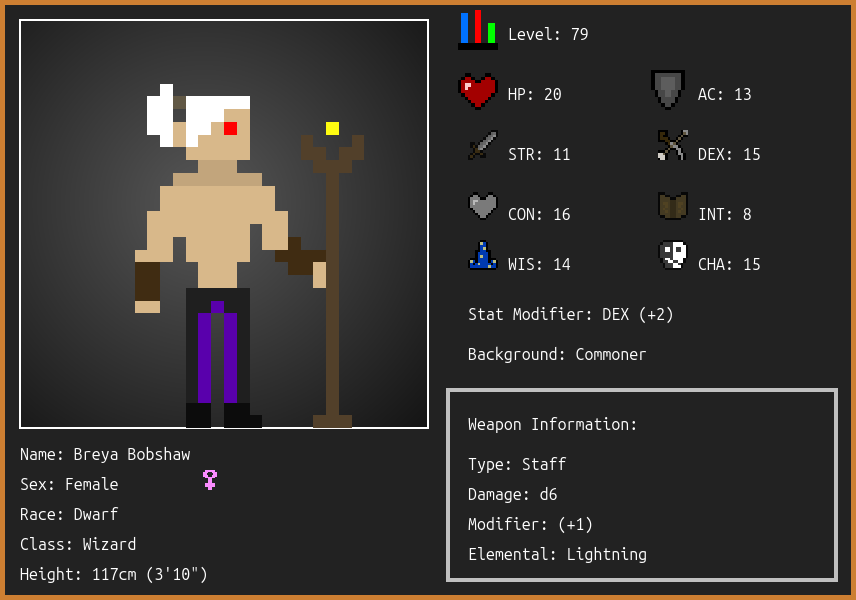 Level: 79
HP: 20
AC: 13
STR: 11
DEX: 15
CON: 16
INT: 8
WIS: 14
CHA: 15
Stat Modifier: DEX (+2)
Background: Commoner
Weapon Information:
Type: Staff
Damage: d6
Modifier: (+1)
Elemental: Lightning
Name: Breya Bobshaw
Sex: Female
Race: Dwarf
Class: Wizard
Height: 117cm (3'10")